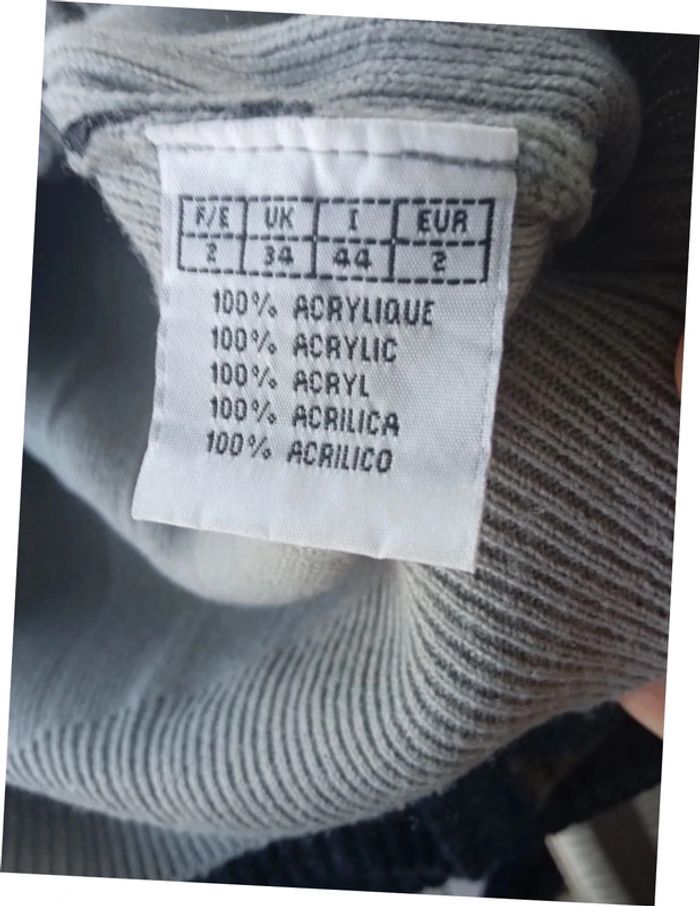 F/E UK I EUR
2 34 44 2
100% ACRYLIQUE
100% ACRYLIC
100% ACRYL
100% ACRILICA
100% ACRILICO